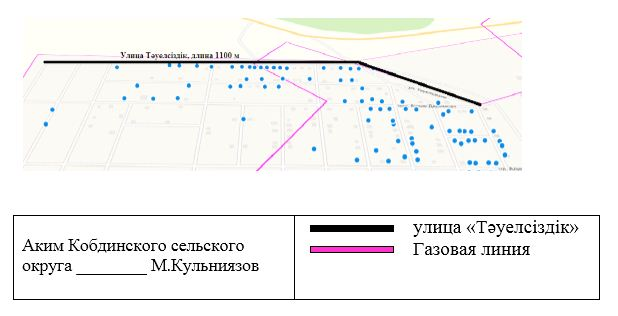 Улица Тәуелсіздік, длина 1100 м
Аким Кобдинского сельского
округа ________ М.Кульниязов
улица «Тәуелсіздік»
Газовая линия